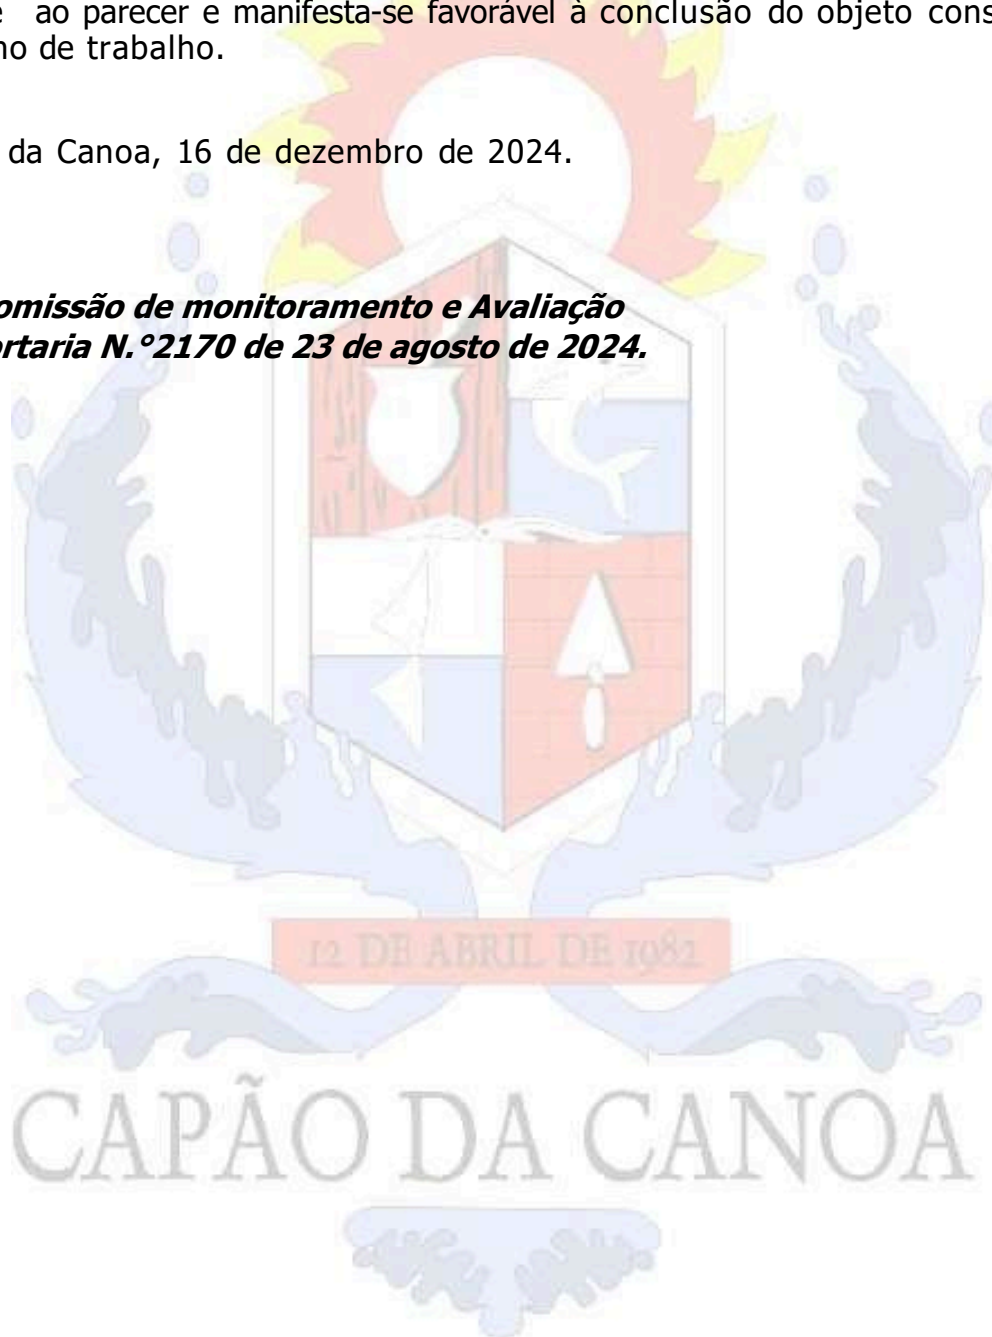 ao parecer e manifesta-se favorável à conclusão do objeto cons
no de trabalho.
da Canoa, 16 de dezembro de 2024.
omissão de monitoramento e Avaliação
ortaria N.°2170 de 23 de agosto de 2024.
12 DE ABRIL DE 1982
CAPÃO DA CANOA